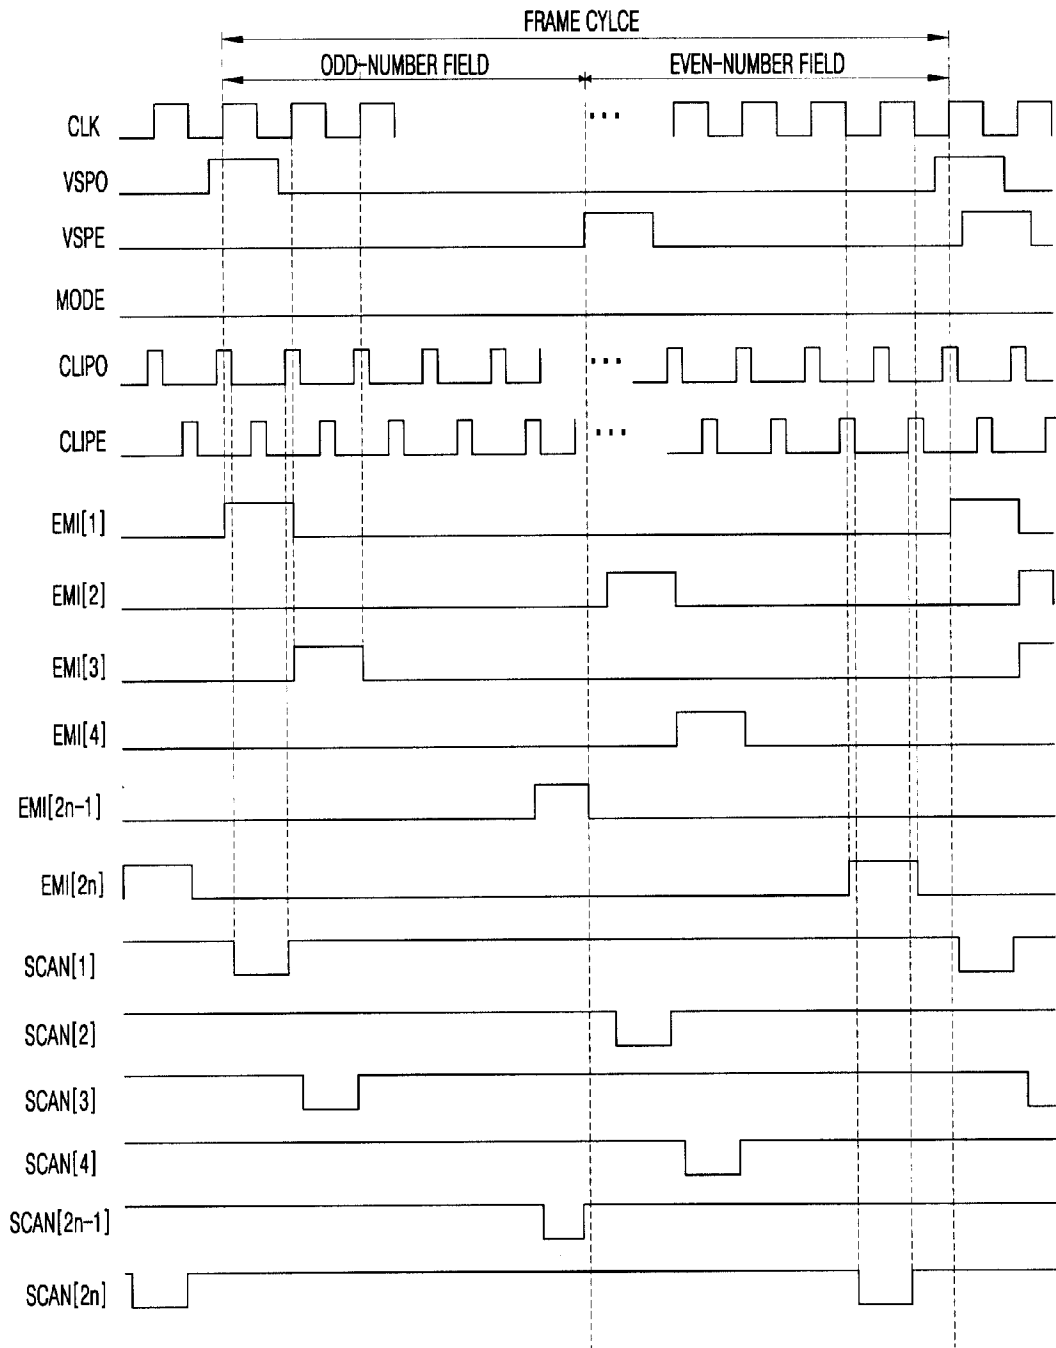 FRAME CYLCE
ODD-NUMBER FIELD
EVEN-NUMBER FIELD
CLK
VSPO
VSPE
MODE
CLIPO
CLIPE
EMI[1]
EMI[2]
EMI[3]
EMI[4]
EMI[2n-1]
EMI[2n]
SCAN[1]
SCAN[2]
SCAN[3]
SCAN[4]
SCAN[2n-1]
SCAN[2n]